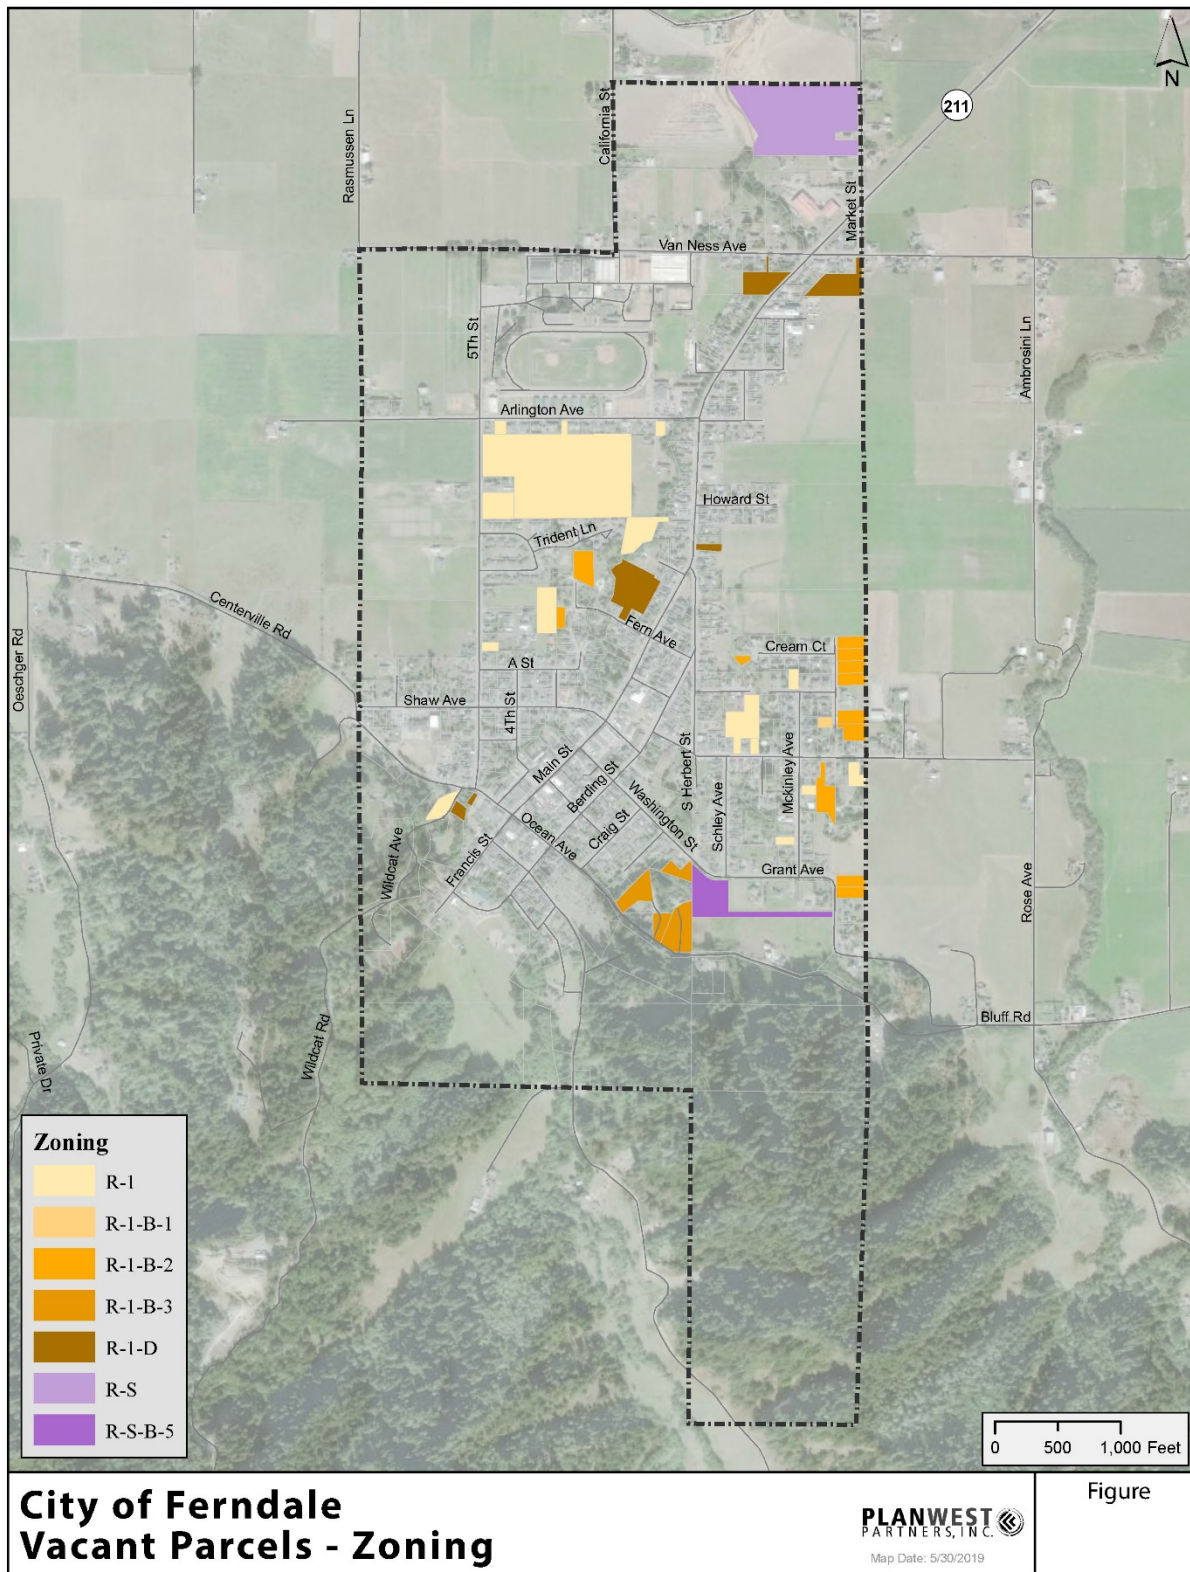 N
211
California St
Rasmussen Ln
Market St
Van Ness Ave
5Th St
Ambrosini Ln
Arlington Ave
Howard St
Trident Ln
Centerville Rd
Oeschger Rd
Fern Ave
Cream Ct
A St
Shaw Ave
4Th St
Main St
S Herbert St
Mckinley Ave
Berding St
Washington St
Schley Ave
Ocean Ave
Craig St
Wildcat Ave
Francis St
Grant Ave
Rose Ave
Bluff Rd
Wildcat Rd
Private Dr
Zoning
R-1
R-1-B-1
R-1-B-2
R-1-B-3
R-1-D
R-S
R-S-B-5
0 500 1,000 Feet
City of Ferndale
Vacant Parcels - Zoning
PLANWEST
PARTNERS, INC.
Map Date: 5/30/2019
Figure